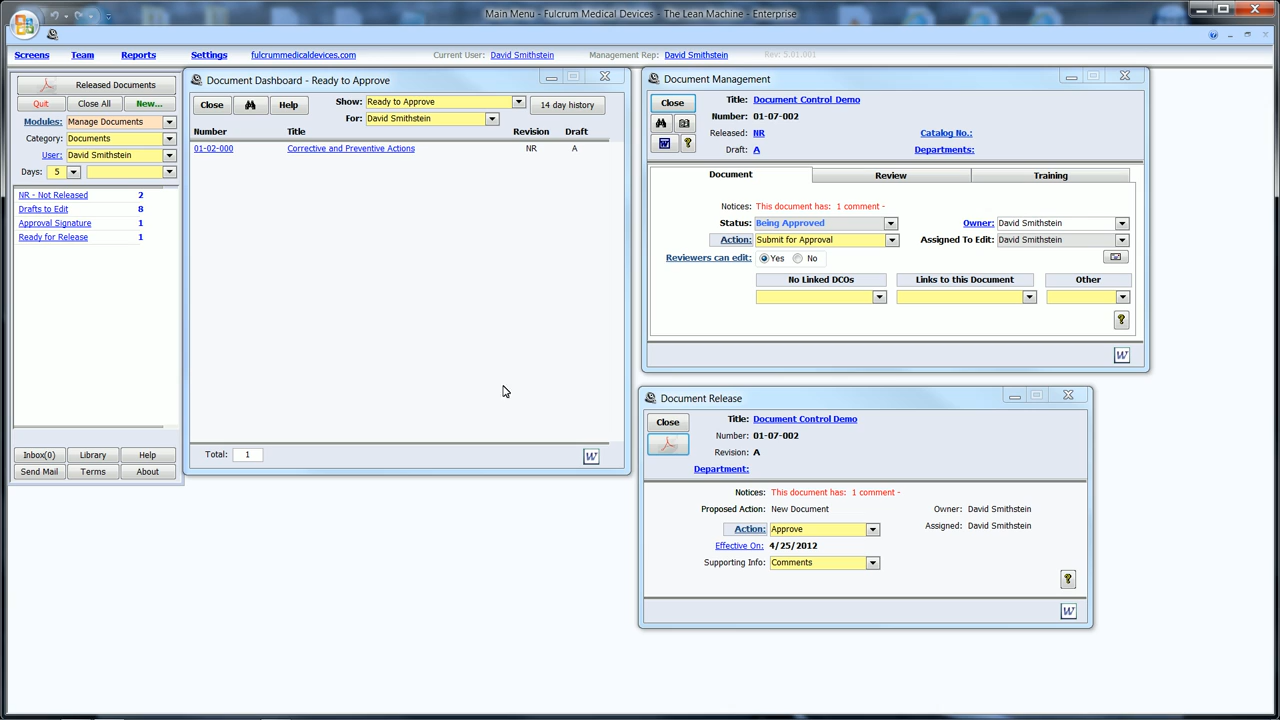 Main Menu - Fulcrum Medical Devices - The Lean Machine - Enterprise
Screens Team Reports Settings fulcrummedicaldevices.com Current User: David Smithstein Management Rep: David Smithstein Rev: 5.01.001
Released Documents
Quit Close All New...
Modules: Manage Documents
Category: Documents
User: David Smithstein
Days: 5
NR - Not Released 2
Drafts to Edit 8
Approval Signature 1
Ready for Release 1
Inbox(0) Library Help
Send Mail Terms About
Document Dashboard - Ready to Approve
Close Help Show: Ready to Approve 14 day history
For: David Smithstein
Number Title Revision Draft
01-02-000 Corrective and Preventive Actions NR A
Total: 1
Document Management
Close Title: Document Control Demo
Number: 01-07-002
Released: NR Catalog No.:
Draft: A Departments:
Document Review Training
Notices: This document has: 1 comment -
Status: Being Approved Owner: David Smithstein
Action: Submit for Approval Assigned To Edit: David Smithstein
Reviewers can edit: Yes No
No Linked DCOs Links to this Document Other
Document Release
Close Title: Document Control Demo
Number: 01-07-002
Revision: A
Department:
Notices: This document has: 1 comment -
Proposed Action: New Document Owner: David Smithstein
Action: Approve Assigned: David Smithstein
Effective On: 4/25/2012
Supporting Info: Comments